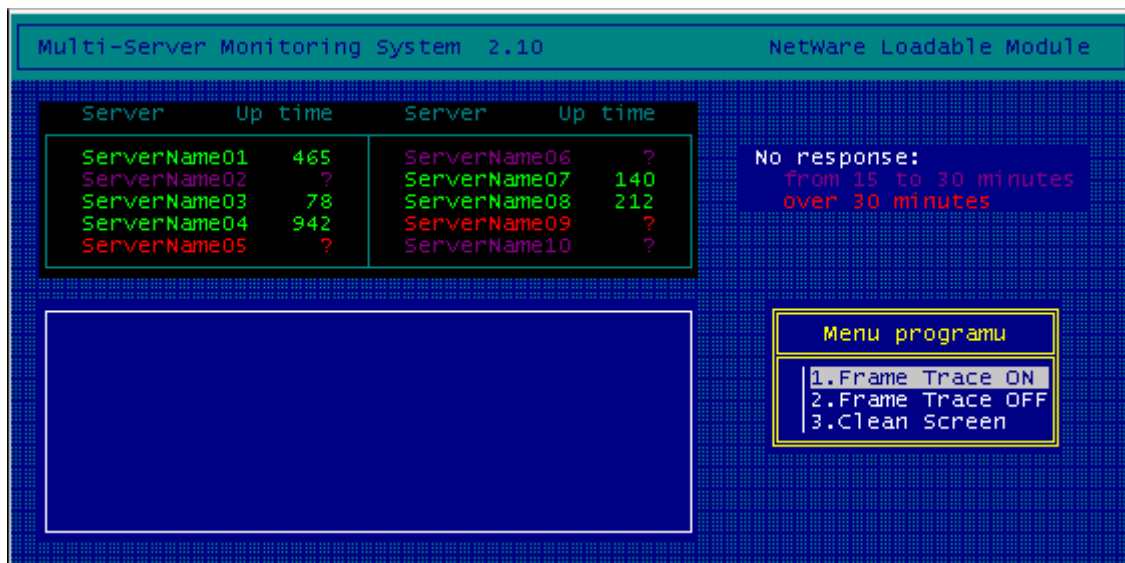 Multi-Server Monitoring System 2.10 NetWare Loadable Module
Server Up time Server Up time
ServerName01 465 ServerName06 ?
ServerName02 ? ServerName07 140
ServerName03 78 ServerName08 212
ServerName04 942 ServerName09 ?
ServerName05 ? ServerName10 ?
No response:
from 15 to 30 minutes
over 30 minutes
Menu programu
1.Frame Trace ON
2.Frame Trace OFF
3.Clean Screen